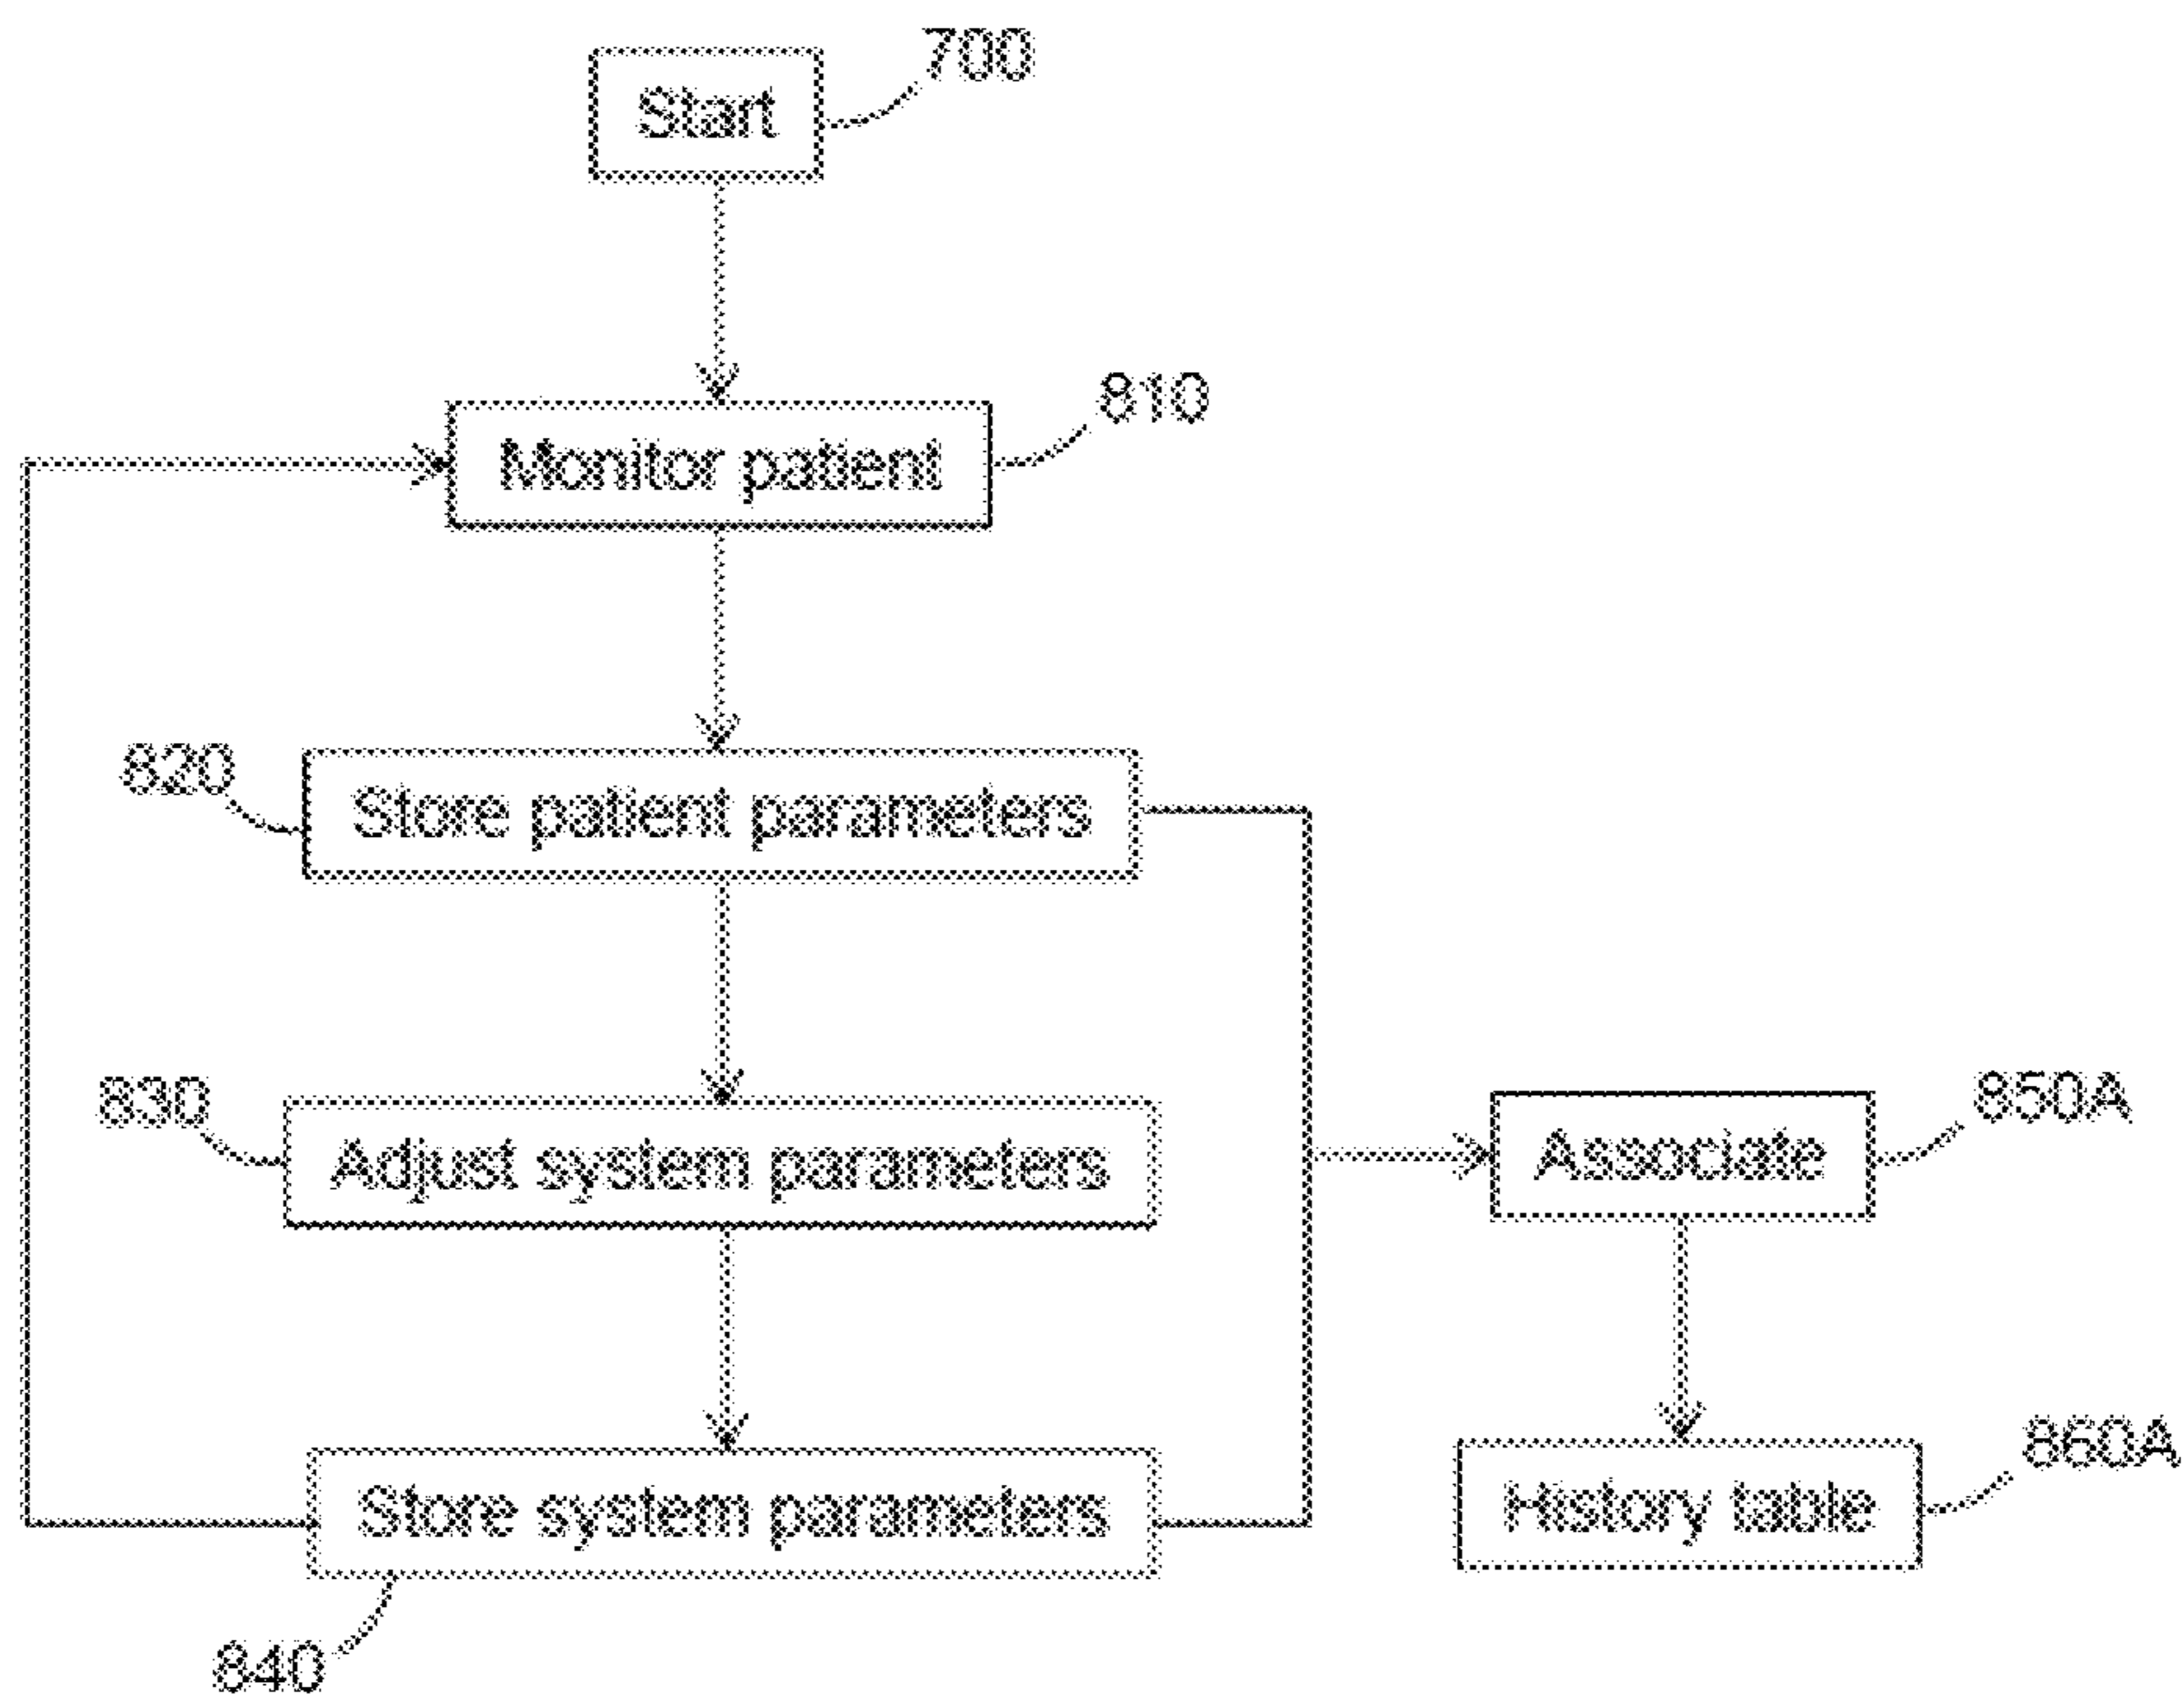 700
Start
810
Monitor patient
820
Store patient parameters
830
Adjust system parameters
850A
Associate
860A
History table
Store system parameters
840